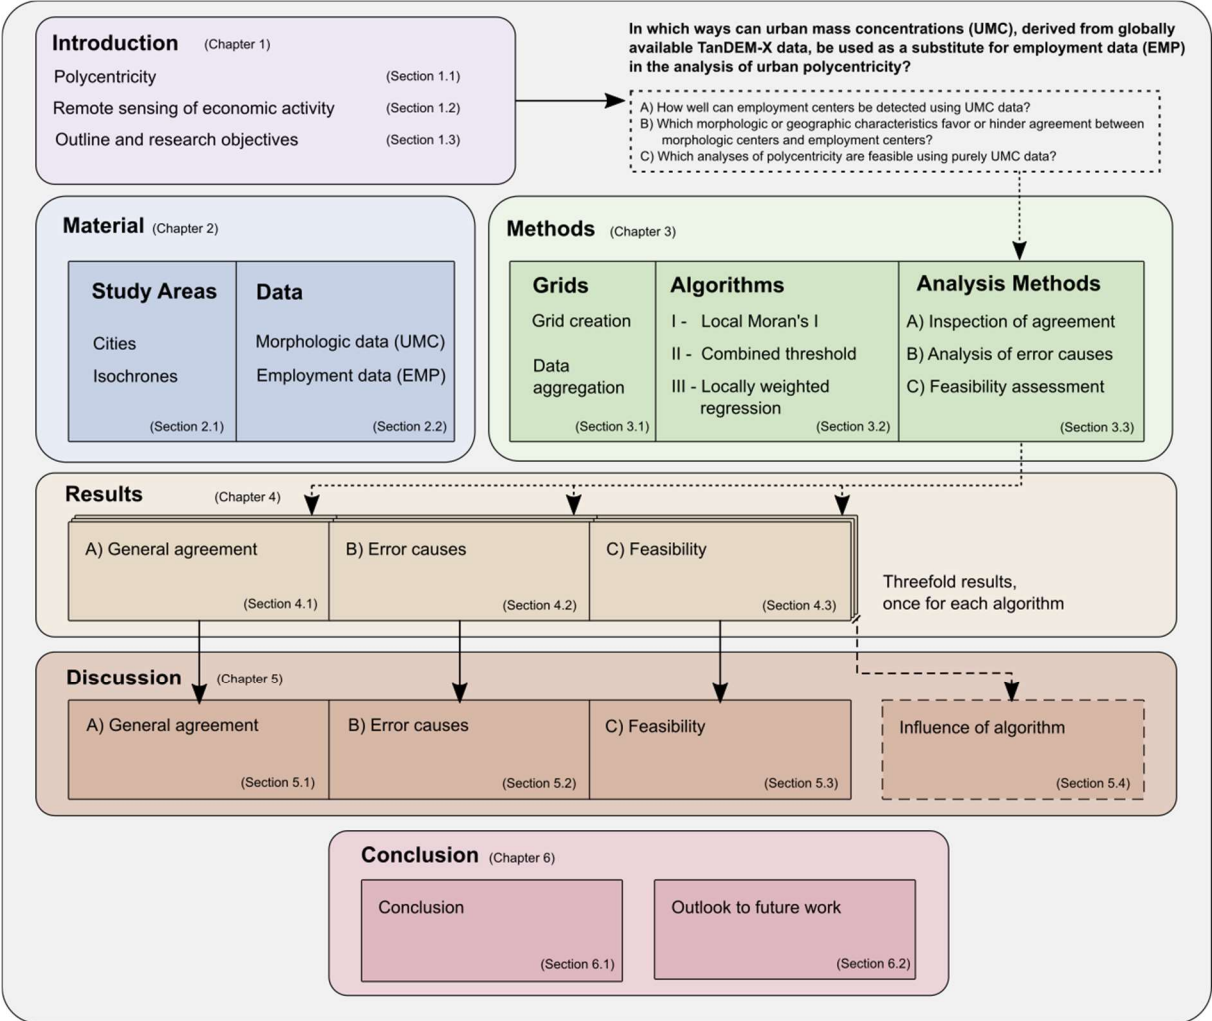 Introduction (Chapter 1)
Polycentricity (Section 1.1)
Remote sensing of economic activity (Section 1.2)
Outline and research objectives (Section 1.3)
In which ways can urban mass concentrations (UMC), derived from globally
available TanDEM-X data, be used as a substitute for employment data (EMP)
in the analysis of urban polycentricity?
A) How well can employment centers be detected using UMC data?
B) Which morphologic or geographic characteristics favor or hinder agreement between
morphologic centers and employment centers?
C) Which analyses of polycentricity are feasible using purely UMC data?
Material (Chapter 2)
Study Areas
Cities
Isochrones
(Section 2.1)
Data
Morphologic data (UMC)
Employment data (EMP)
(Section 2.2)
Methods (Chapter 3)
Grids
Grid creation
Data
aggregation
(Section 3.1)
Algorithms
I - Local Moran's I
II - Combined threshold
III - Locally weighted
regression
(Section 3.2)
Analysis Methods
A) Inspection of agreement
B) Analysis of error causes
C) Feasibility assessment
(Section 3.3)
Results (Chapter 4)
A) General agreement
(Section 4.1)
B) Error causes
(Section 4.2)
C) Feasibility
(Section 4.3)
Threefold results,
once for each algorithm
Discussion (Chapter 5)
A) General agreement
(Section 5.1)
B) Error causes
(Section 5.2)
C) Feasibility
(Section 5.3)
Influence of algorithm
(Section 5.4)
Conclusion (Chapter 6)
Conclusion
(Section 6.1)
Outlook to future work
(Section 6.2)